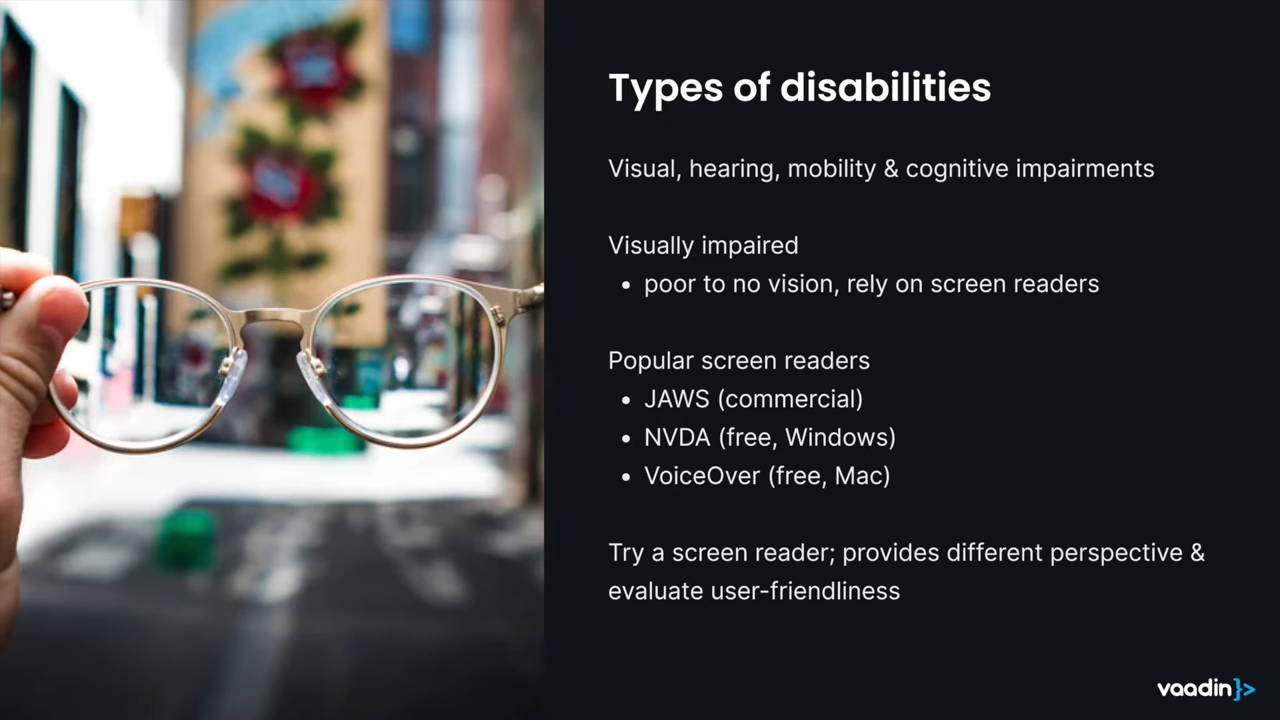 Types of disabilities
Visual, hearing, mobility & cognitive impairments
Visually impaired
• poor to no vision, rely on screen readers
Popular screen readers
• JAWS (commercial)
• NVDA (free, Windows)
• VoiceOver (free, Mac)
Try a screen reader; provides different perspective &
evaluate user-friendliness
vaadin}>